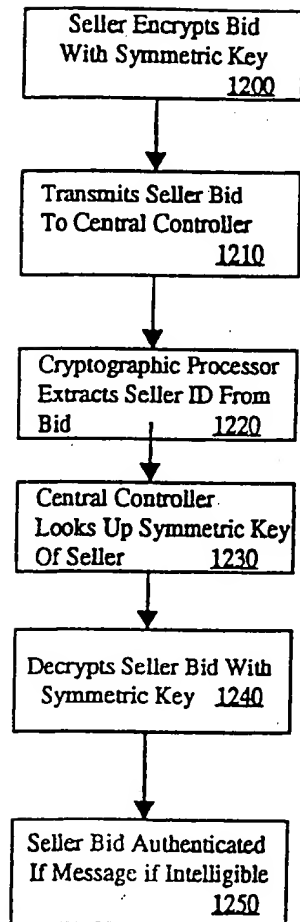 Seller Encrypts Bid
With Symmetric Key
1200
Transmits Seller Bid
To Central Controller
1210
Cryptographic Processor
Extracts Seller ID From
Bid 1220
Central Controller
Looks Up Symmetric Key
Of Seller 1230
Decrypts Seller Bid With
Symmetric Key 1240
Seller Bid Authenticated
If Message if Intelligible
1250